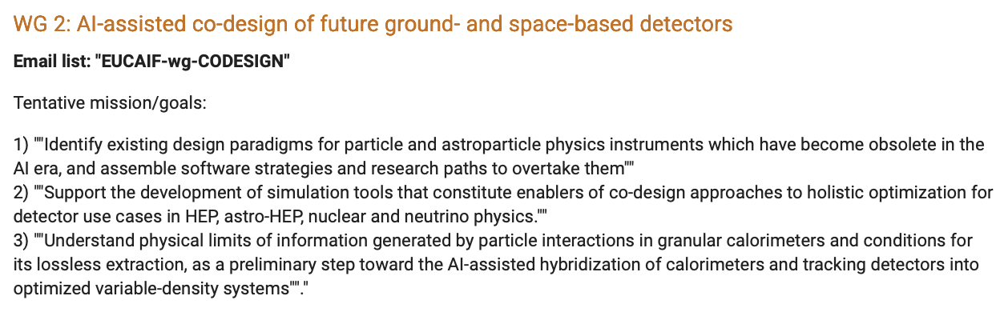 WG 2: AI-assisted co-design of future ground- and space-based detectors
Email list: "EUCAIF-wg-CODESIGN"
Tentative mission/goals:
1) ""Identify existing design paradigms for particle and astroparticle physics instruments which have become obsolete in the
AI era, and assemble software strategies and research paths to overtake them""
2) ""Support the development of simulation tools that constitute enablers of co-design approaches to holistic optimization for
detector use cases in HEP, astro-HEP, nuclear and neutrino physics.""
3) ""Understand physical limits of information generated by particle interactions in granular calorimeters and conditions for
its lossless extraction, as a preliminary step toward the AI-assisted hybridization of calorimeters and tracking detectors into
optimized variable-density systems""."